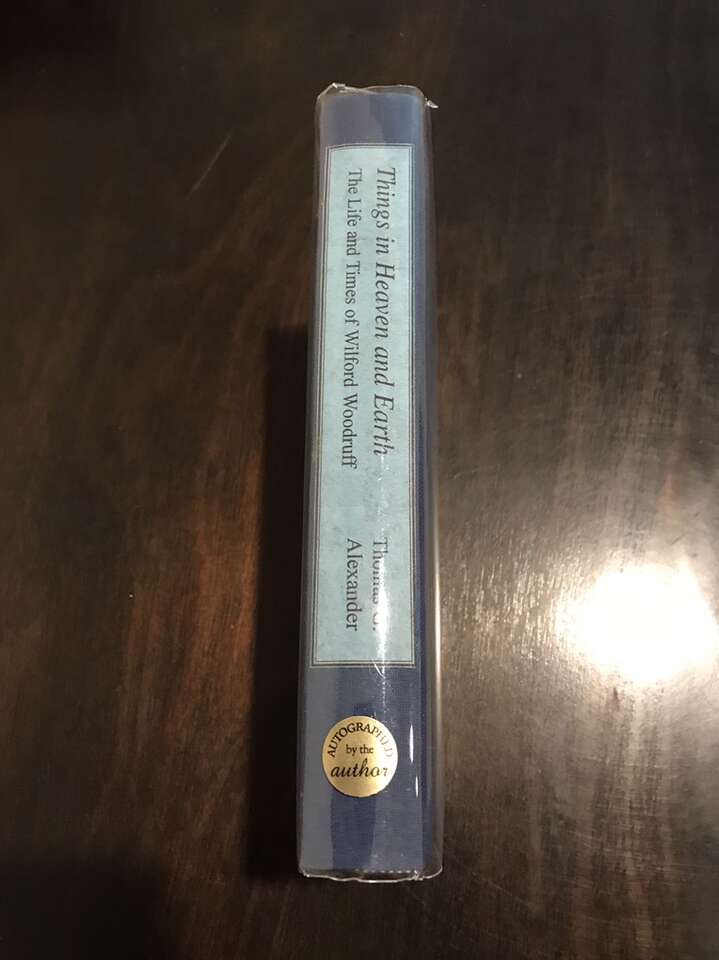 Things in Heaven and Earth
The Life and Times of Wilford Woodruff
Thomas G.
Alexander
AUTOGRAPHED
by the
author